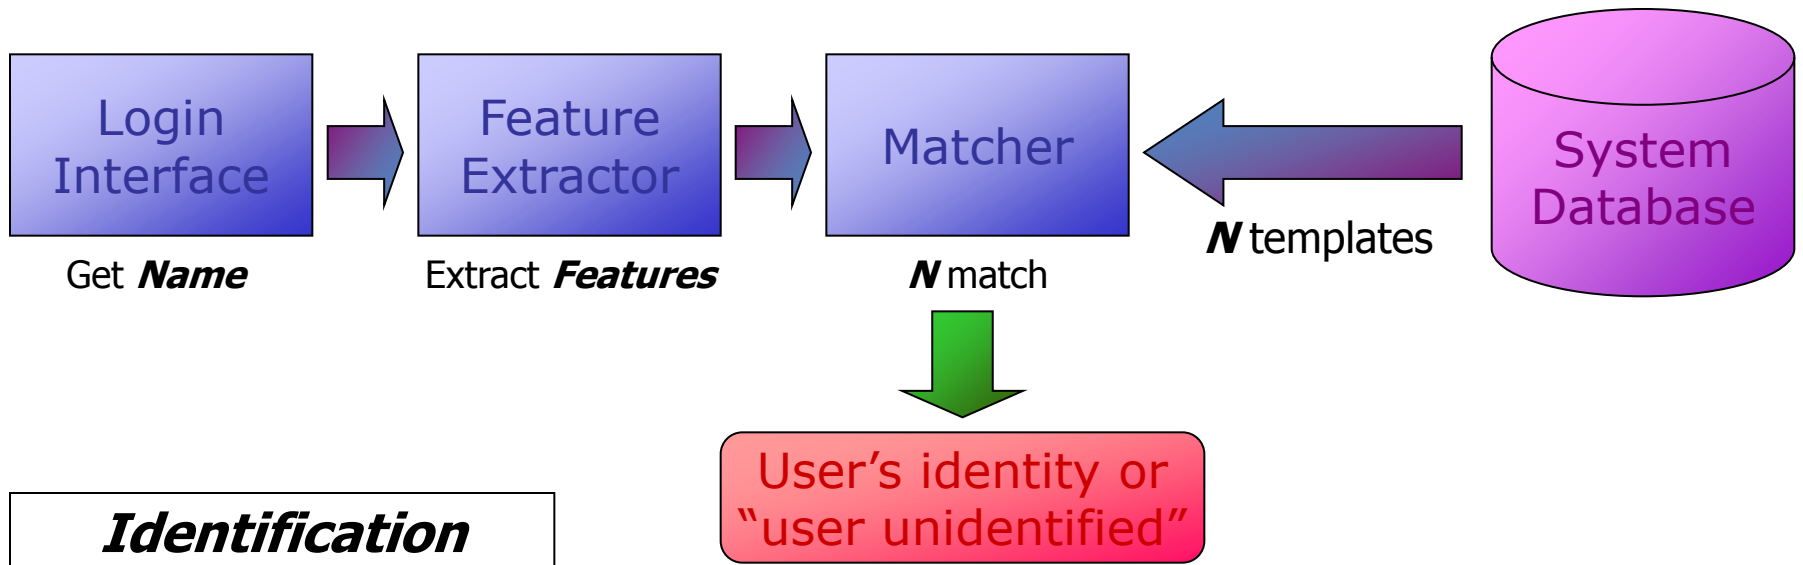 Login
Interface
Get Name
Feature
Extractor
Extract Features
Matcher
N match
N templates
System
Database
User’s identity or
“user unidentified”
Identification